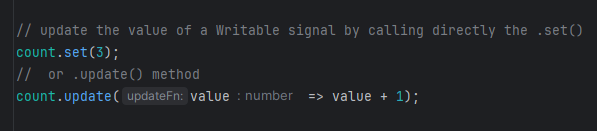 // update the value of a Writable signal by calling directly the .set()
count.set(3);
//  or .update() method
count.update( updateFn: value : number  => value + 1);